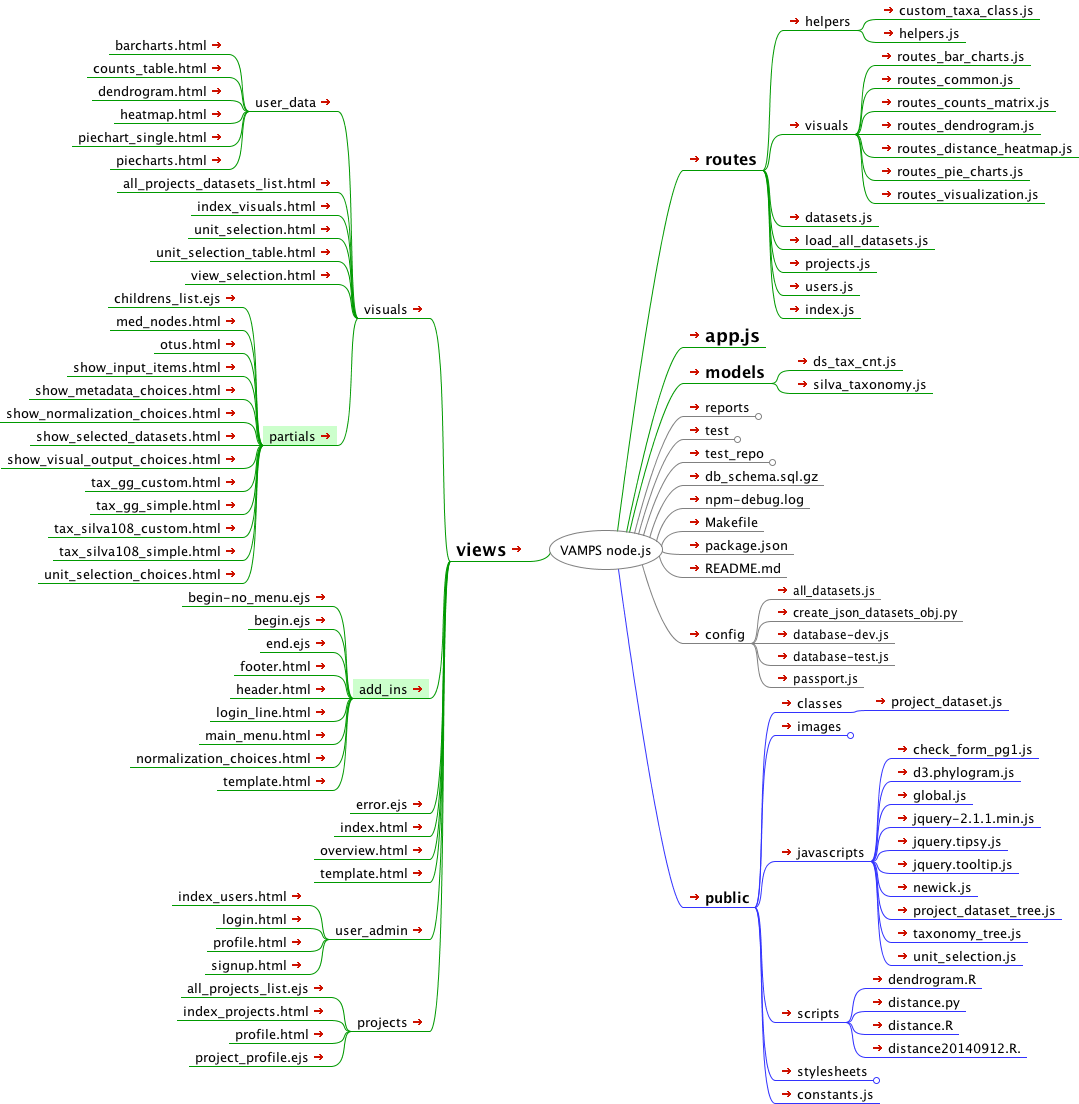 barcharts.html
counts_table.html
dendrogram.html
heatmap.html
piechart_single.html
piecharts.html
user_data
all_projects_datasets_list.html
index_visuals.html
unit_selection.html
unit_selection_table.html
view_selection.html
visuals
childrens_list.ejs
med_nodes.html
otus.html
show_input_items.html
show_metadata_choices.html
show_normalization_choices.html
show_selected_datasets.html
show_visual_output_choices.html
tax_gg_custom.html
tax_gg_simple.html
tax_silva108_custom.html
tax_silva108_simple.html
unit_selection_choices.html
partials
views
begin-no_menu.ejs
begin.ejs
end.ejs
footer.html
header.html
login_line.html
main_menu.html
normalization_choices.html
template.html
add_ins
error.ejs
index.html
overview.html
template.html
index_users.html
login.html
profile.html
signup.html
user_admin
all_projects_list.ejs
index_projects.html
profile.html
project_profile.ejs
projects
VAMPS node.js
routes
helpers
custom_taxa_class.js
helpers.js
visuals
routes_bar_charts.js
routes_common.js
routes_counts_matrix.js
routes_dendrogram.js
routes_distance_heatmap.js
routes_pie_charts.js
routes_visualization.js
datasets.js
load_all_datasets.js
projects.js
users.js
index.js
app.js
models
ds_tax_cnt.js
silva_taxonomy.js
reports
test
test_repo
db_schema.sql.gz
npm-debug.log
Makefile
package.json
README.md
config
all_datasets.js
create_json_datasets_obj.py
database-dev.js
database-test.js
passport.js
public
classes
project_dataset.js
images
javascripts
check_form_pg1.js
d3.phylogram.js
global.js
jquery-2.1.1.min.js
jquery.tipsy.js
jquery.tooltip.js
newick.js
project_dataset_tree.js
taxonomy_tree.js
unit_selection.js
scripts
dendrogram.R
distance.py
distance.R
distance20140912.R.
stylesheets
constants.js